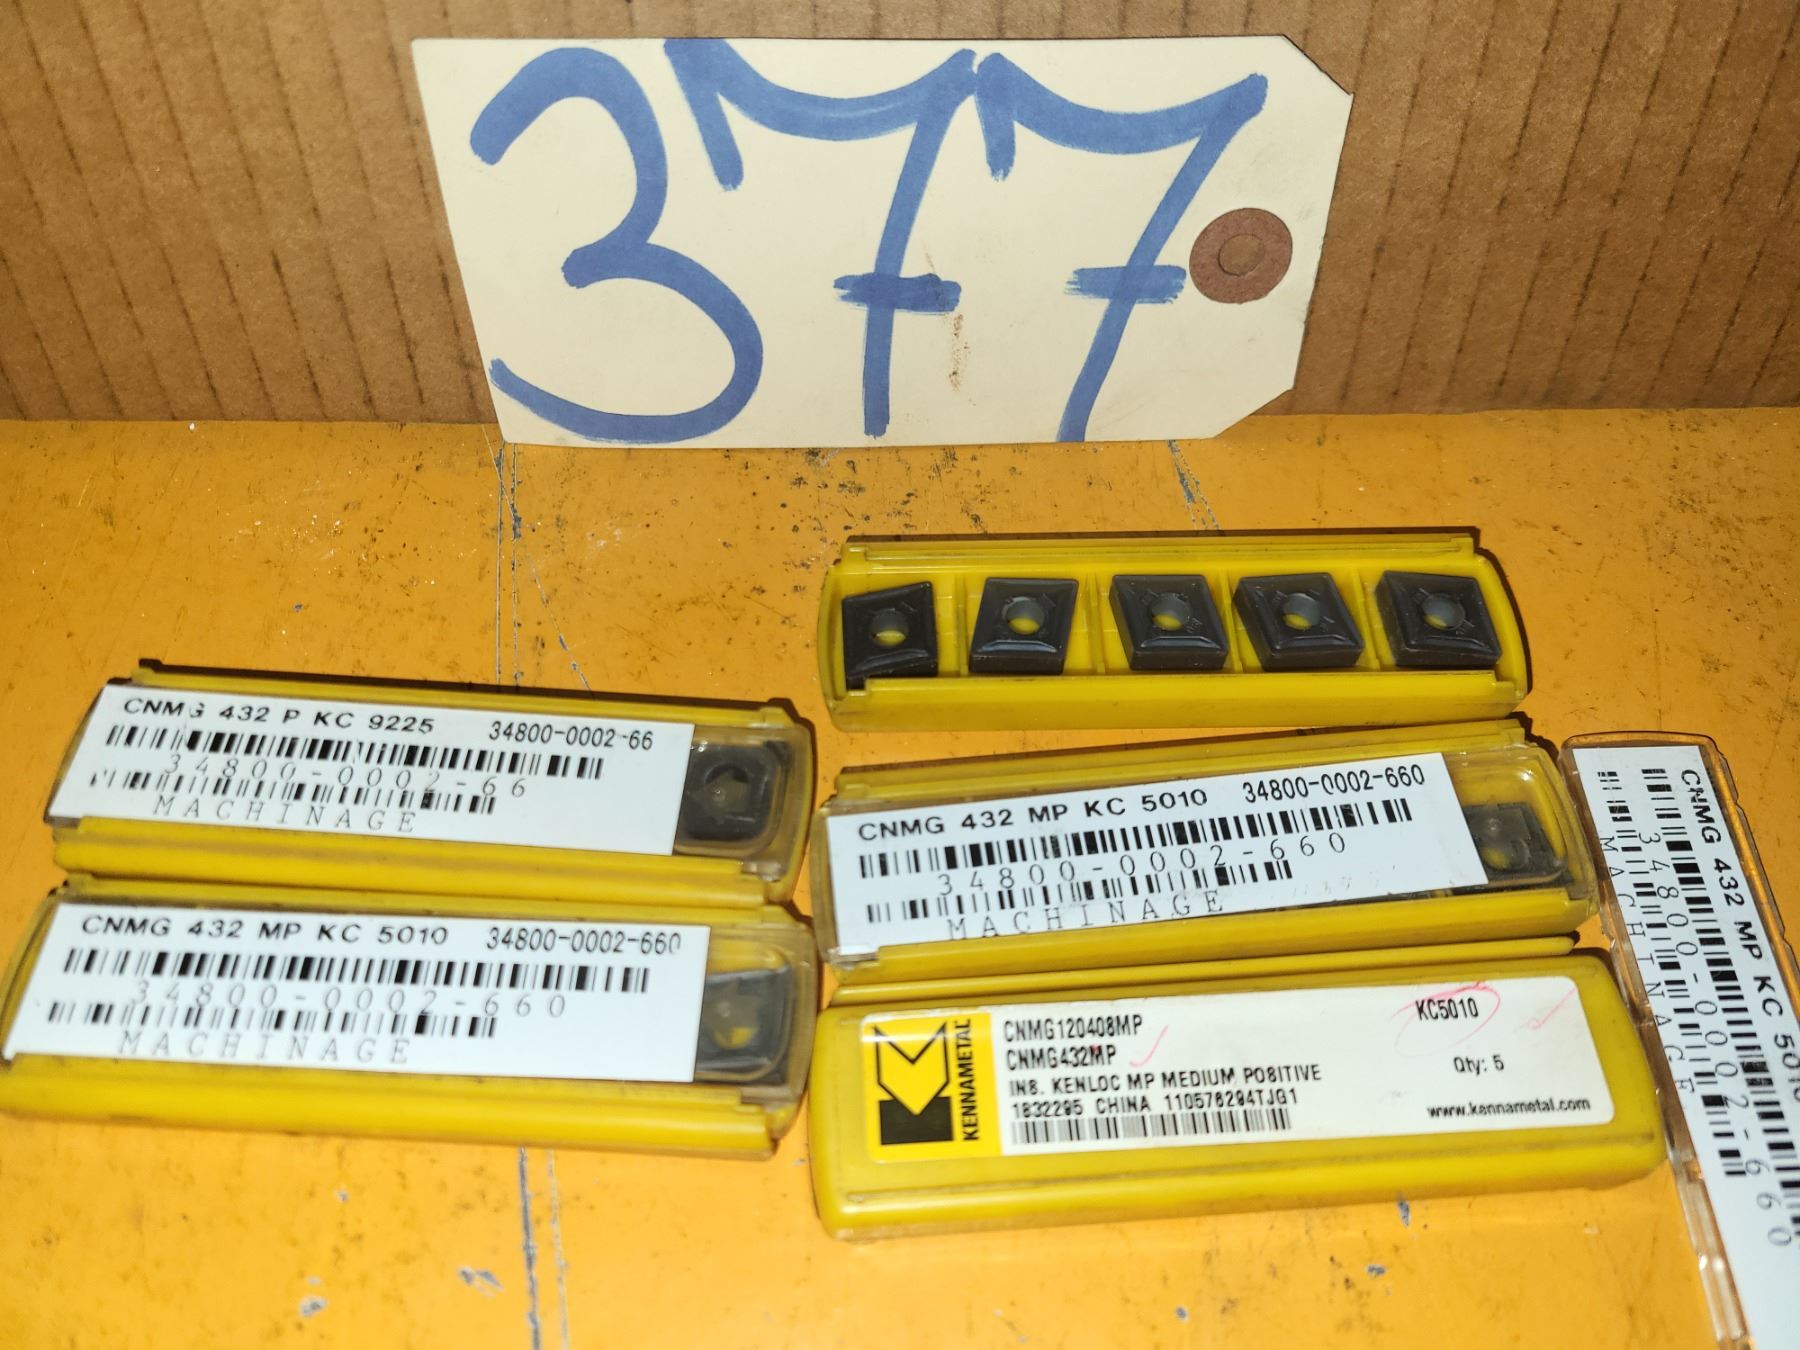 377
CNMG 432 P KC 9225 34800-0002-66
34800-0002-66
MACHINAGE
CNMG 432 MP KC 5010 34800-0002-660
34800-0002-660
MACHINAGE
CNMG 432 MP KC 5010 34800-0002-660
34800-0002-660
MACHINAGE
KENNAMETAL
CNMG120408MP KC5010
CNMG432MP
INS. KENLOC MP MEDIUM POSITIVE Qty: 5
1832295 CHINA 110576294TJG1
www.kennametal.com
CNMG 432 MP KC 5010
34800-0002-660
MACHINAGE